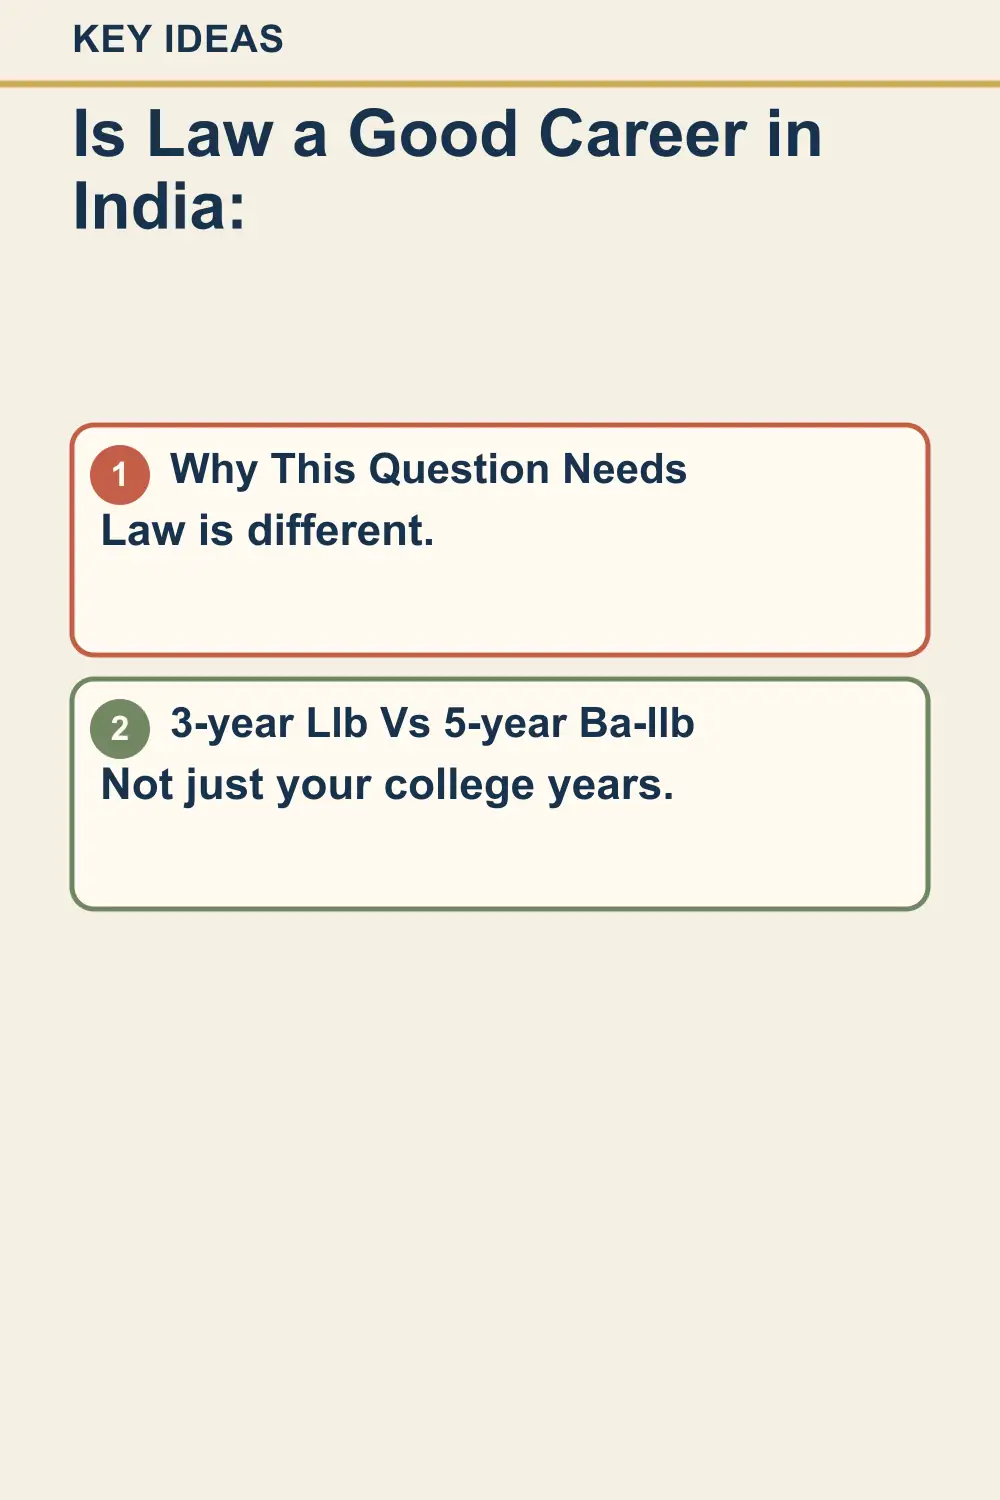 KEY IDEAS
Is Law a Good Career in
India:
1 Why This Question Needs
Law is different.
2 3-year Llb Vs 5-year Ba-llb
Not just your college years.